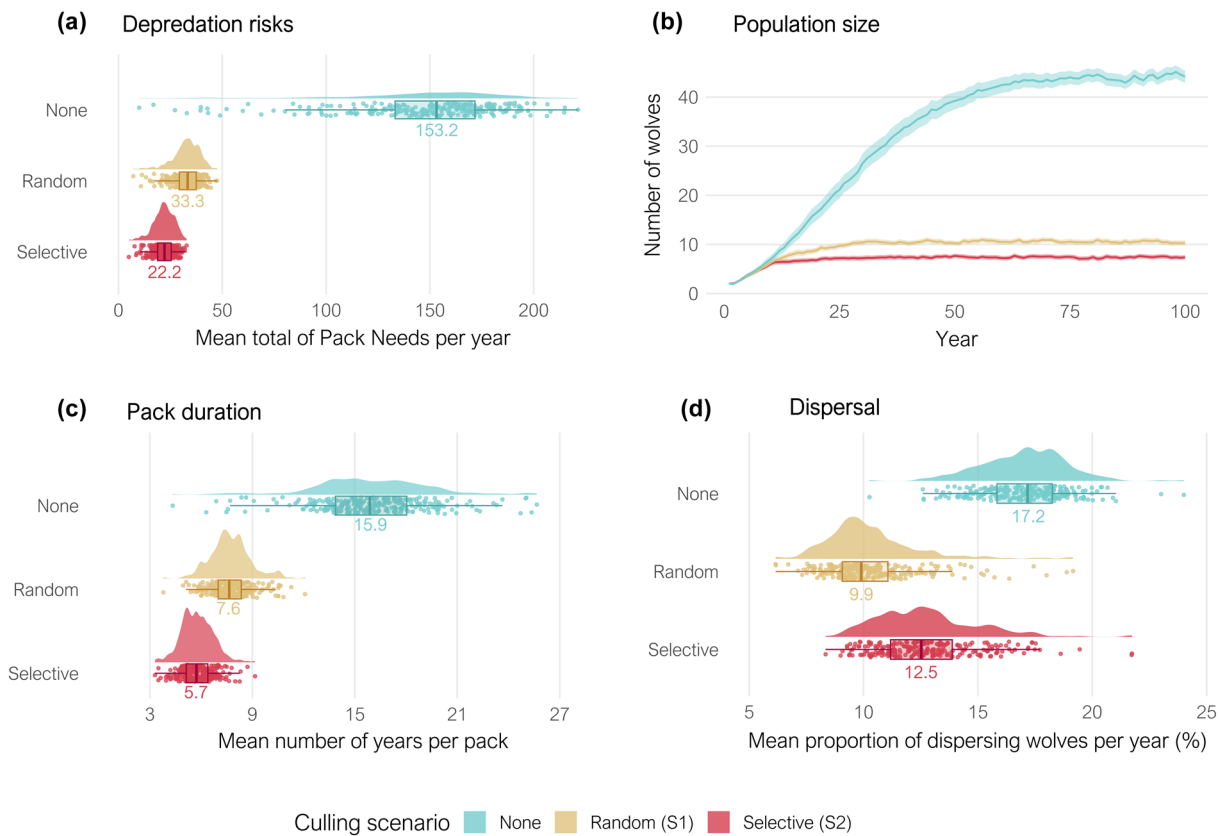 (a) Depredation risks
None
153.2
Random
33.3
Selective
22.2
0 50 100 150 200
Mean total of Pack Needs per year
(b) Population size
Number of wolves
40
30
20
10
0
0 25 50 75 100
Year
(c) Pack duration
None
15.9
Random
7.6
Selective
5.7
3 9 15 21 27
Mean number of years per pack
(d) Dispersal
None
17.2
Random
9.9
Selective
12.5
5 10 15 20 25
Mean proportion of dispersing wolves per year (%)
Culling scenario None Random (S1) Selective (S2)